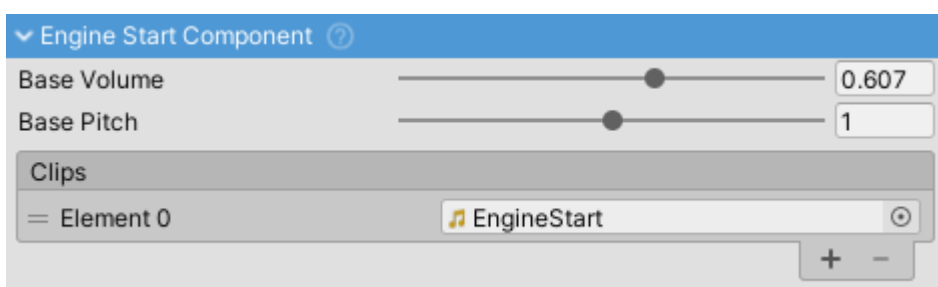 Engine Start Component ?
Base Volume 0.607
Base Pitch 1
Clips
= Element 0 EngineStart
+ −